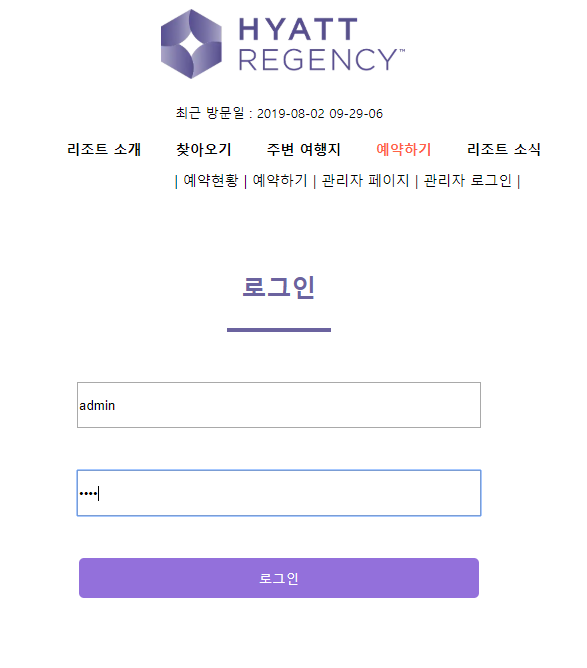 HYATT
REGENCY™
최근 방문일 : 2019-08-02 09-29-06
리조트 소개 찾아오기 주변 여행지 예약하기 리조트 소식
| 예약현황 | 예약하기 | 관리자 페이지 | 관리자 로그인 |
로그인
admin
••••
로그인